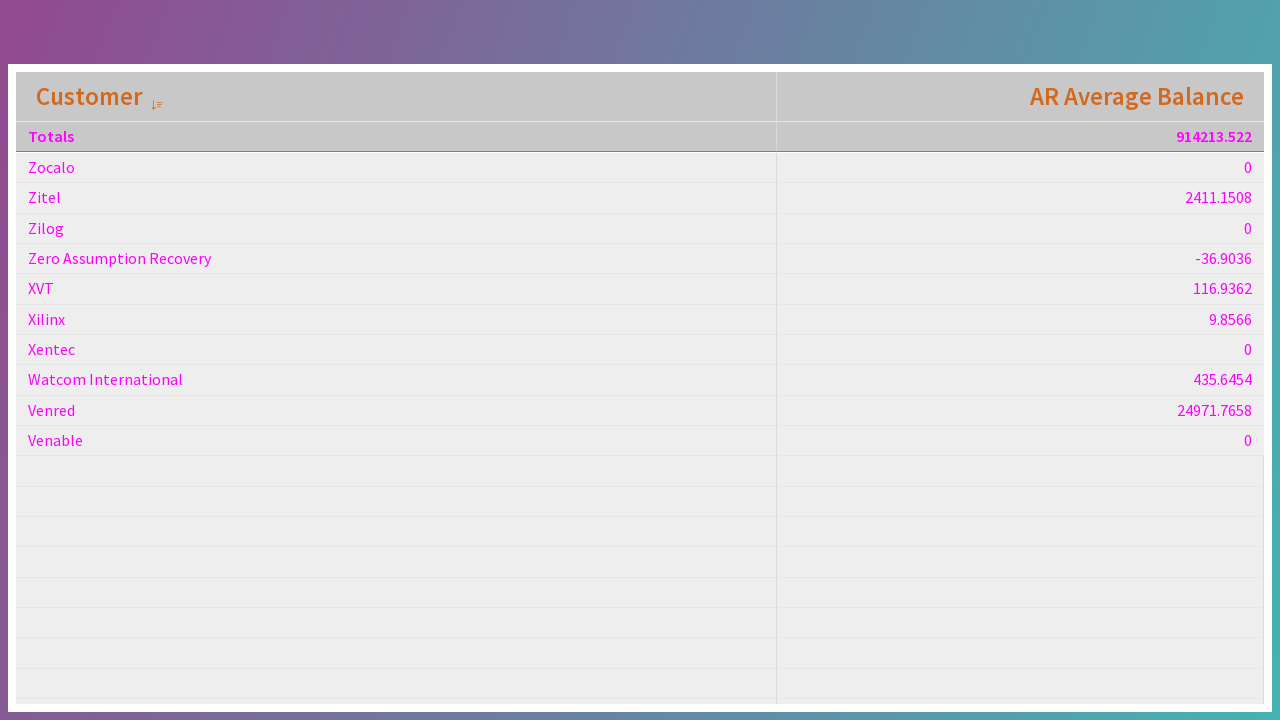 Customer AR Average Balance
Totals 914213.522
Zocalo 0
Zitel 2411.1508
Zilog 0
Zero Assumption Recovery -36.9036
XVT 116.9362
Xilinx 9.8566
Xentec 0
Watcom International 435.6454
Venred 24971.7658
Venable 0